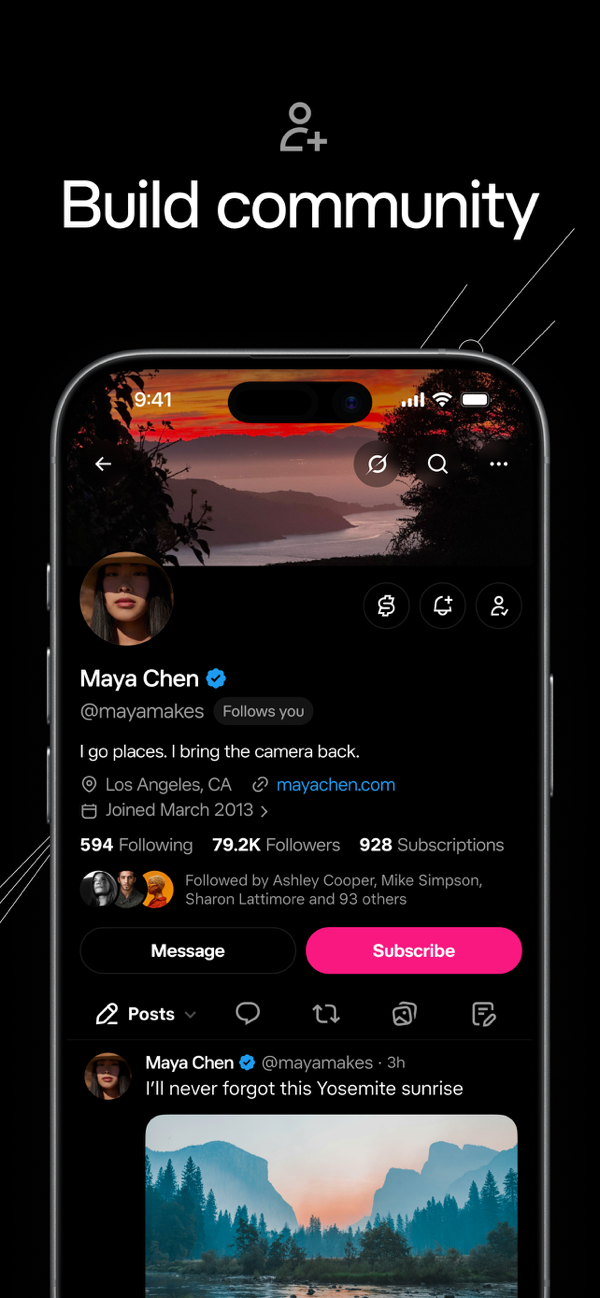 Build community
9:41
Maya Chen
@mayamakes Follows you
I go places. I bring the camera back.
Los Angeles, CA mayachen.com
Joined March 2013
594 Following 79.2K Followers 928 Subscriptions
Followed by Ashley Cooper, Mike Simpson,
Sharon Lattimore and 93 others
Message Subscribe
Posts
Maya Chen @mayamakes · 3h
I'll never forgot this Yosemite sunrise